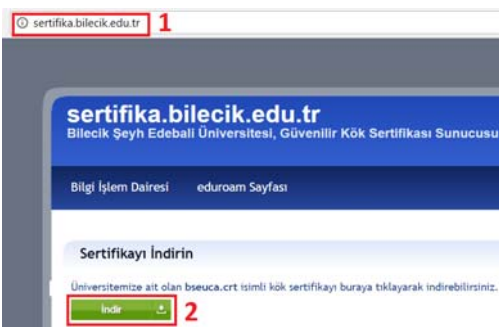 sertifika.bilecik.edu.tr 1
sertifika.bilecik.edu.tr
Bilecik Şeyh Edebali Üniversitesi, Güvenilir Kök Sertifikası Sunucusu
Bilgi İşlem Dairesi eduroam Sayfası
Sertifikayı İndirin
Üniversitemize ait olan bseuca.crt isimli kök sertifikayı buraya tıklayarak indirebilirsiniz.
İndir 2